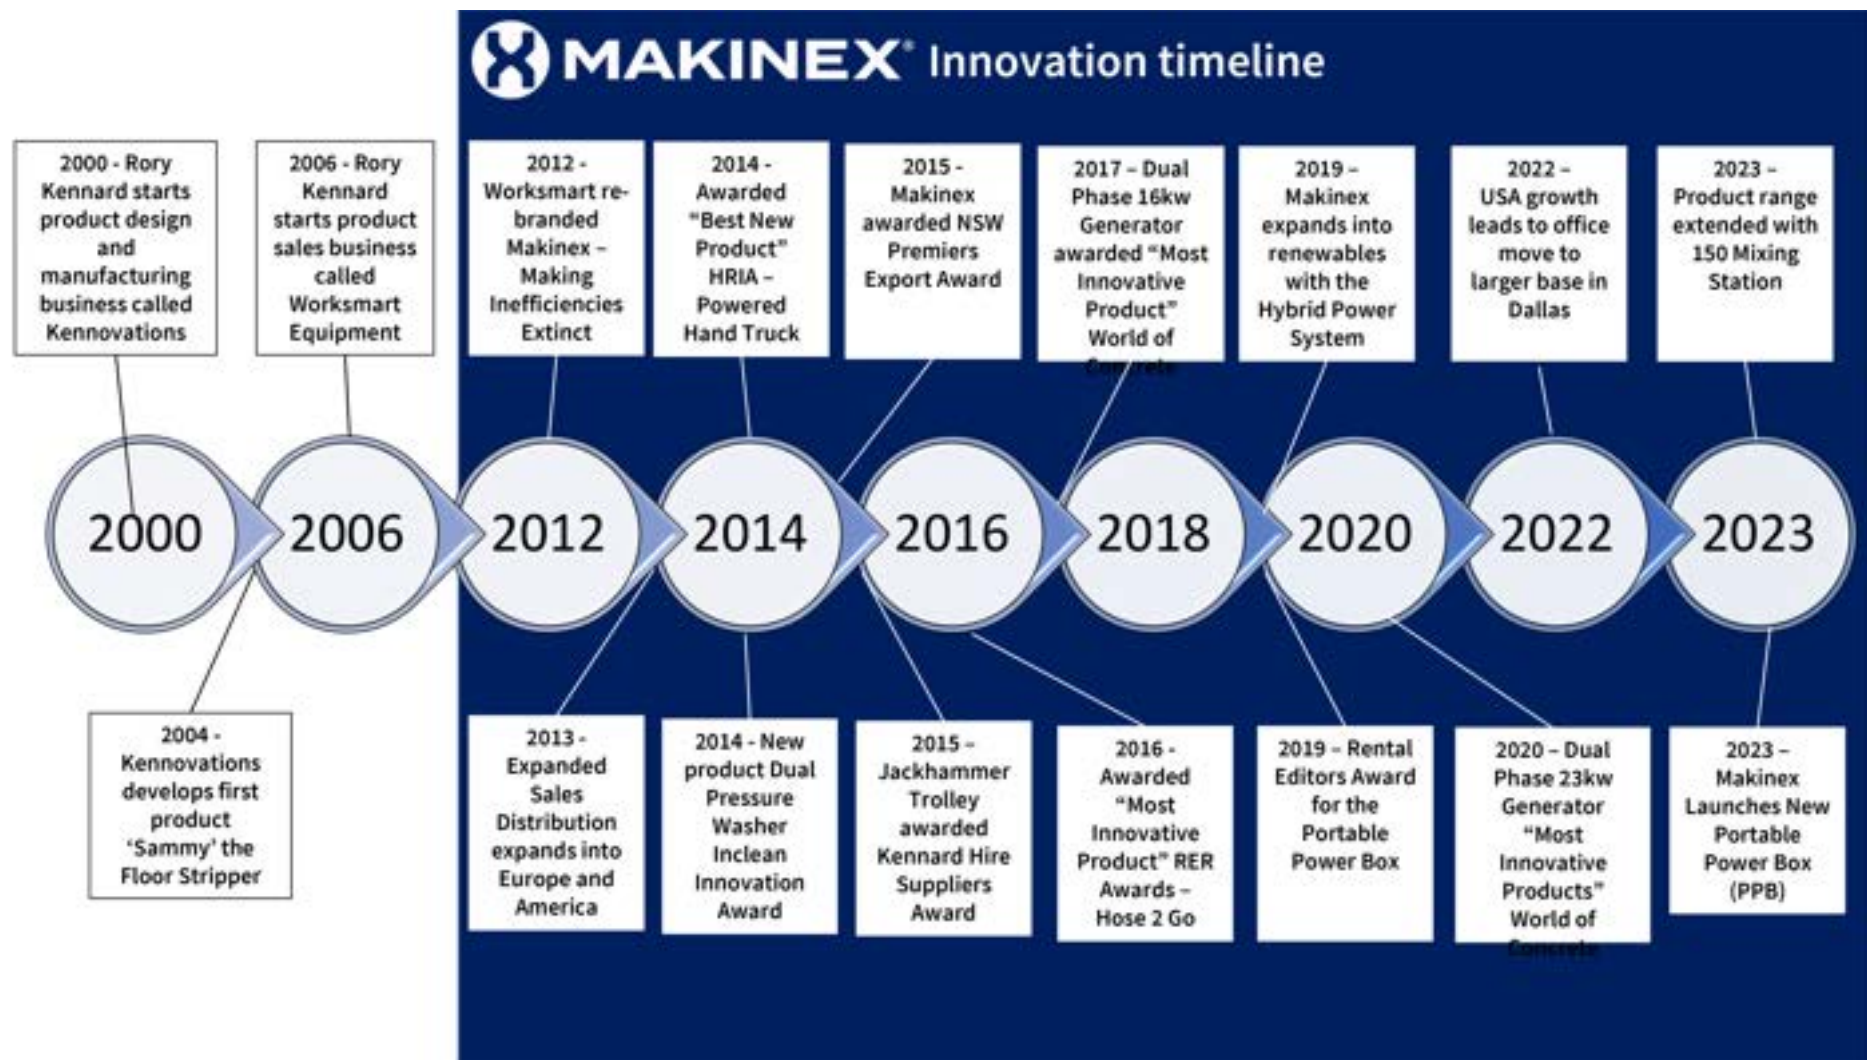 MAKINEX® Innovation timeline
2000 - Rory
Kennard starts
product design
and
manufacturing
business called
Kennovations
2006 - Rory
Kennard
starts product
sales business
called
Worksmart
Equipment
2012 -
Worksmart re-
branded
Makinex –
Making
Inefficiencies
Extinct
2014 -
Awarded
“Best New
Product”
HRIA –
Powered
Hand Truck
2015 -
Makinex
awarded NSW
Premiers
Export Award
2017 – Dual
Phase 16kw
Generator
awarded “Most
Innovative
Product”
World of
Concrete
2019 –
Makinex
expands into
renewables
with the
Hybrid Power
System
2022 –
USA growth
leads to office
move to
larger base in
Dallas
2023 –
Product range
extended with
150 Mixing
Station
2000
2006
2012
2014
2016
2018
2020
2022
2023
2004 -
Kennovations
develops first
product
‘Sammy’ the
Floor Stripper
2013 -
Expanded
Sales
Distribution
expands into
Europe and
America
2014 - New
product Dual
Pressure
Washer
Inclean
Innovation
Award
2015 –
Jackhammer
Trolley
awarded
Kennard Hire
Suppliers
Award
2016 -
Awarded
“Most
Innovative
Product” RER
Awards –
Hose 2 Go
2019 – Rental
Editors Award
for the
Portable
Power Box
2020 – Dual
Phase 23kw
Generator
“Most
Innovative
Products”
World of
Concrete
2023 –
Makinex
Launches New
Portable
Power Box
(PPB)